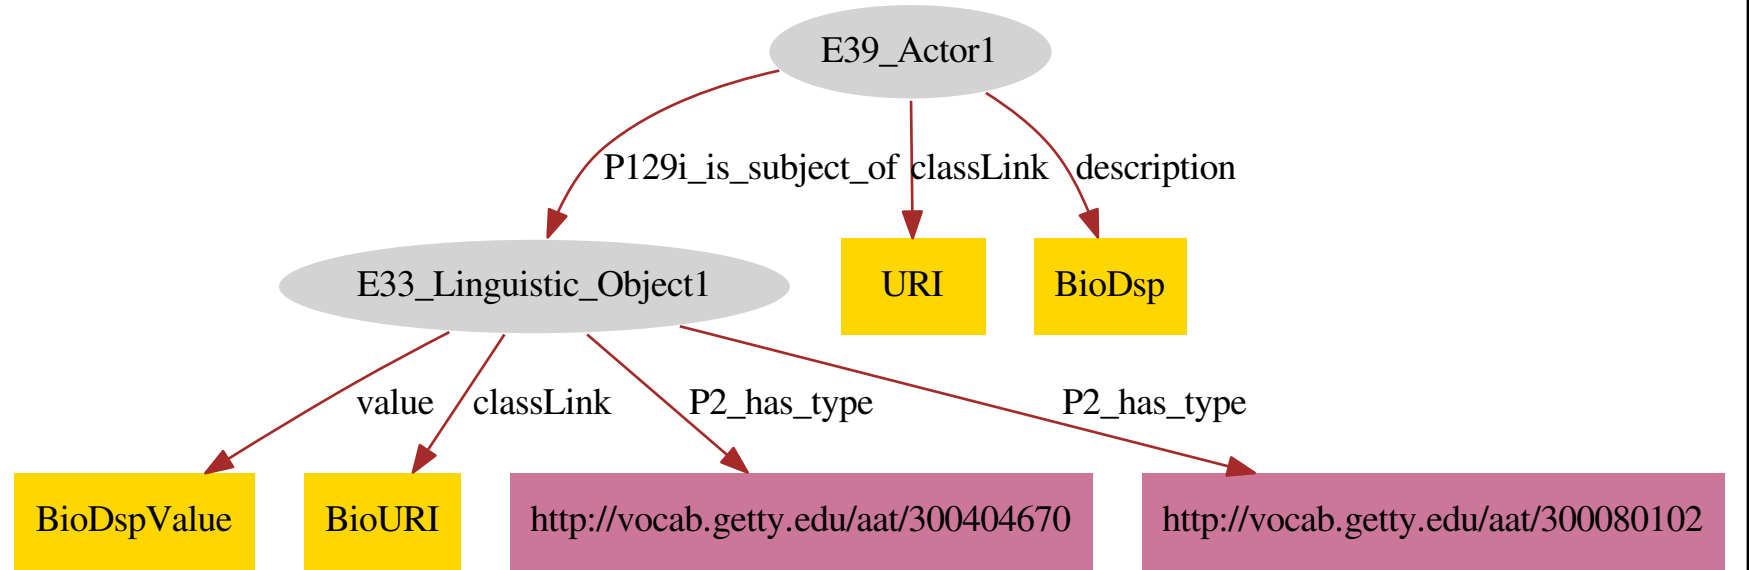 E39_Actor1
P129i_is_subject_of classLink description
E33_Linguistic_Object1 URI BioDsp
value classLink P2_has_type P2_has_type
BioDspValue BioURI http://vocab.getty.edu/aat/300404670 http://vocab.getty.edu/aat/300080102